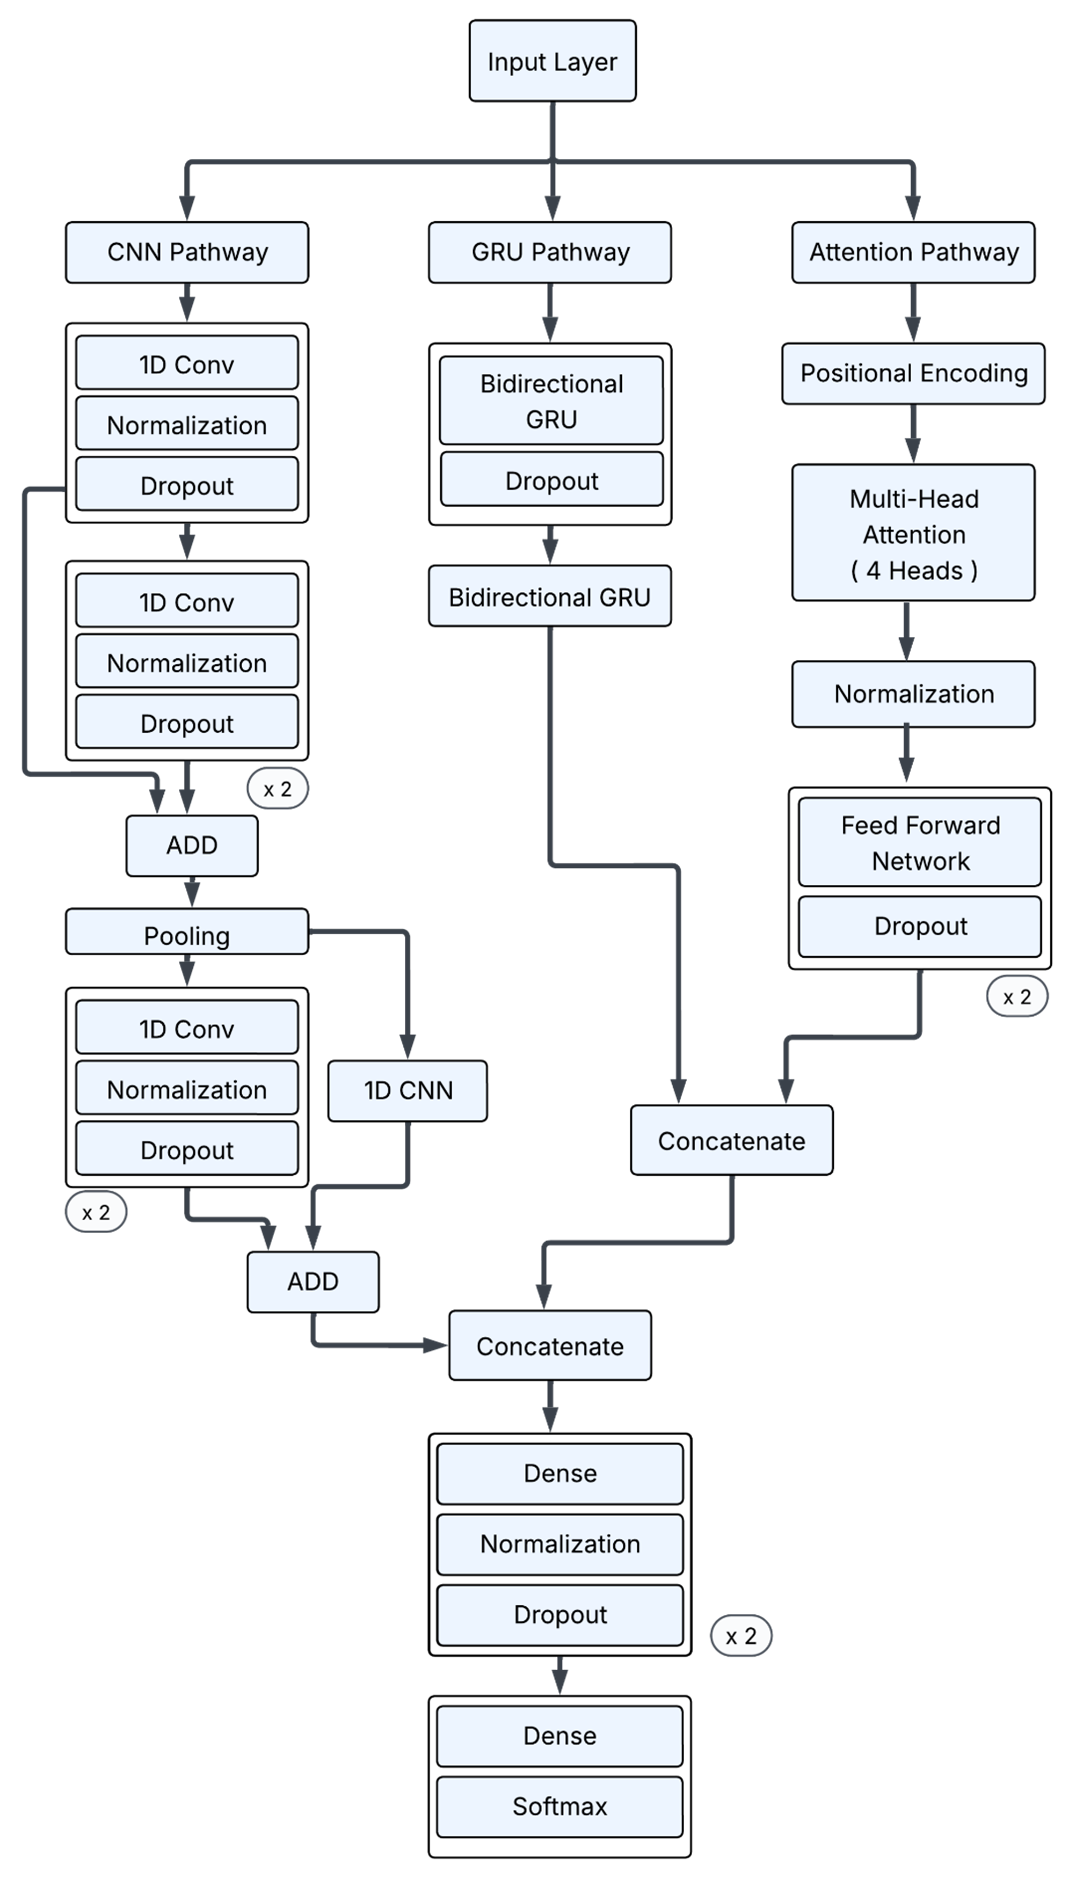 Input Layer
CNN Pathway
GRU Pathway
Attention Pathway
1D Conv
Normalization
Dropout
1D Conv
Normalization
Dropout
x 2
ADD
Pooling
1D Conv
Normalization
Dropout
x 2
1D CNN
ADD
Bidirectional
GRU
Dropout
Bidirectional GRU
Positional Encoding
Multi-Head
Attention
( 4 Heads )
Normalization
Feed Forward
Network
Dropout
x 2
Concatenate
Concatenate
Dense
Normalization
Dropout
x 2
Dense
Softmax